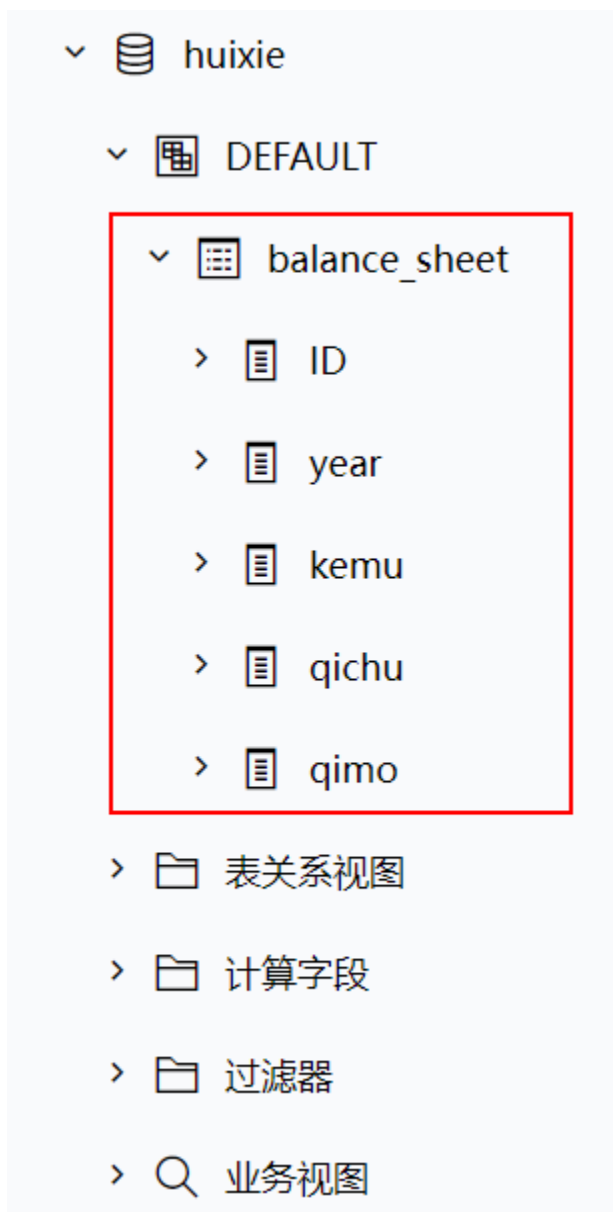 huixie
DEFAULT
balance_sheet
ID
year
kemu
qichu
qimo
表关系视图
计算字段
过滤器
业务视图